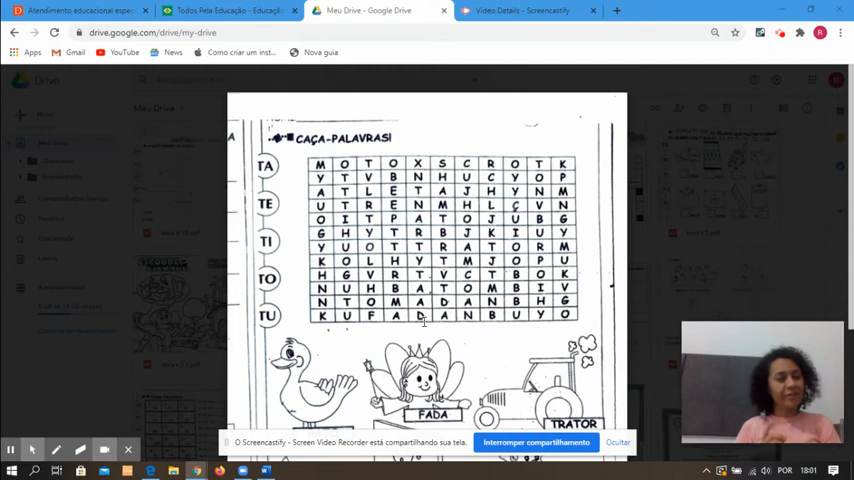 Atendimento educacional espec
Todos Pela Educação - Educação
Meu Drive - Google Drive
Video Details - Screencastify
drive.google.com/drive/my-drive
Apps
Gmail
YouTube
News
Como criar um inst...
Nova guia
Drive
Meu Drive
CAÇA-PALAVRAS!
TA
TE
TI
TO
TU
M O T O X S C R O T K
Y T V B N H U C Y O P
A T L E T A J H Y N M
U T R E N M H L Ç V N
O I T P A T O J U B G
G H Y T R B J K I U Y
Y U O T T R A T O R M
K O L H Y T M J O P U
H G V R T V C T B O K
N U H B A T O M B I V
N T O M A D A N B H G
K U F A D A N B U Y O
FADA
TRATOR
O Screencastify - Screen Video Recorder está compartilhando sua tela.
Interromper compartilhamento
Ocultar
POR
18:01